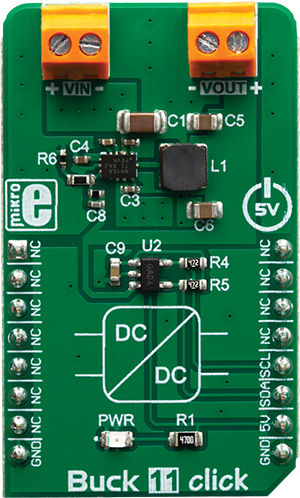 + VIN - - VOUT +
C1 C5
C4
R6
L1
C3
C8
C6
mikro e
5V
U2
C9
R4
R5
NC
NC
NC
NC
NC
NC
NC
GND
NC
NC
NC
NC
SCL
SDA
5V
GND
DC
DC
PWR R1
4700
Buck 11 click